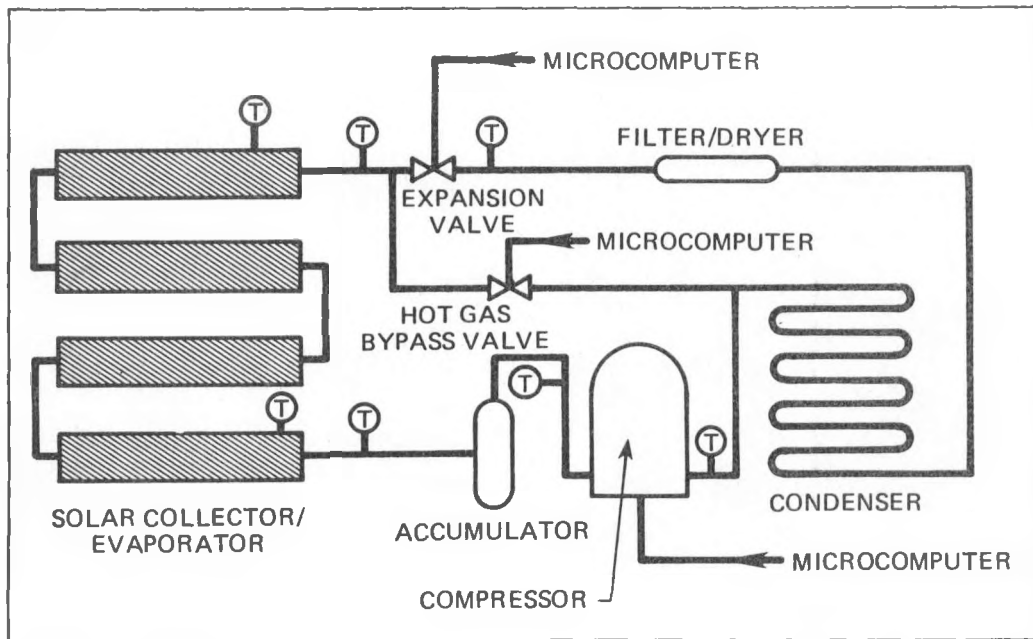 MICROCOMPUTER
T
T
T
FILTER/DRYER
EXPANSION
VALVE
MICROCOMPUTER
HOT GAS
BYPASS VALVE
T
T
T
T
SOLAR COLLECTOR/
EVAPORATOR
ACCUMULATOR
CONDENSER
MICROCOMPUTER
COMPRESSOR